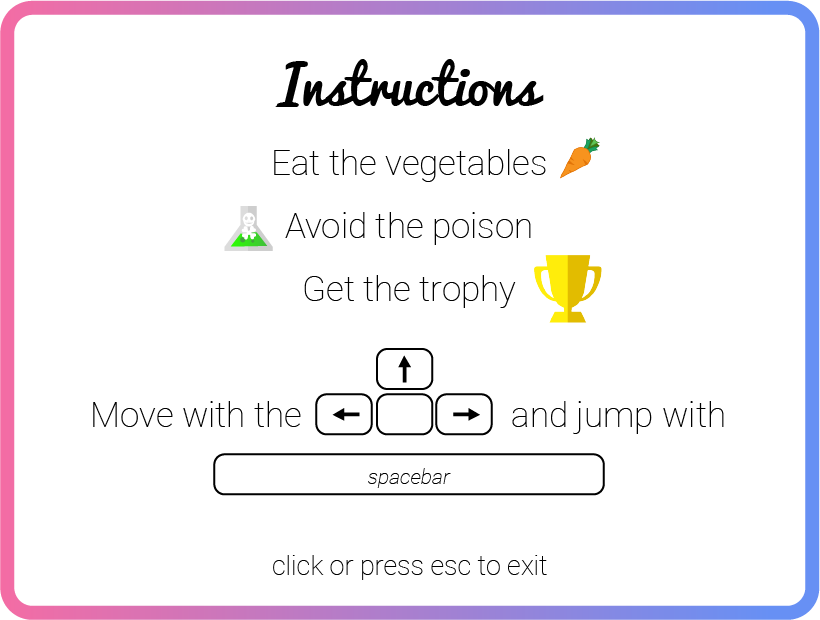 Instructions
Eat the vegetables
Avoid the poison
Get the trophy
Move with the and jump with
spacebar
click or press esc to exit